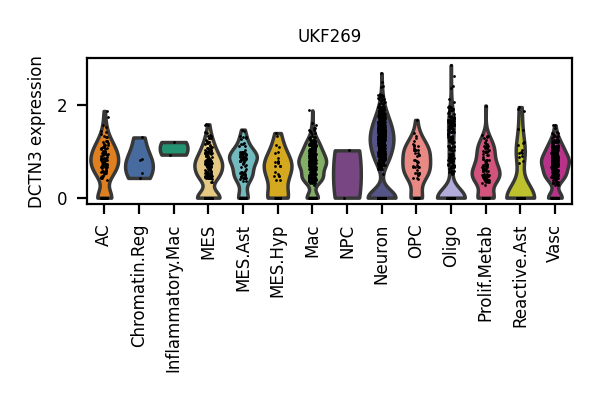 UKF269
DCTN3 expression
2
0
AC
Chromatin.Reg
Inflammatory.Mac
MES
MES.Ast
MES.Hyp
Mac
NPC
Neuron
OPC
Oligo
Prolif.Metab
Reactive.Ast
Vasc